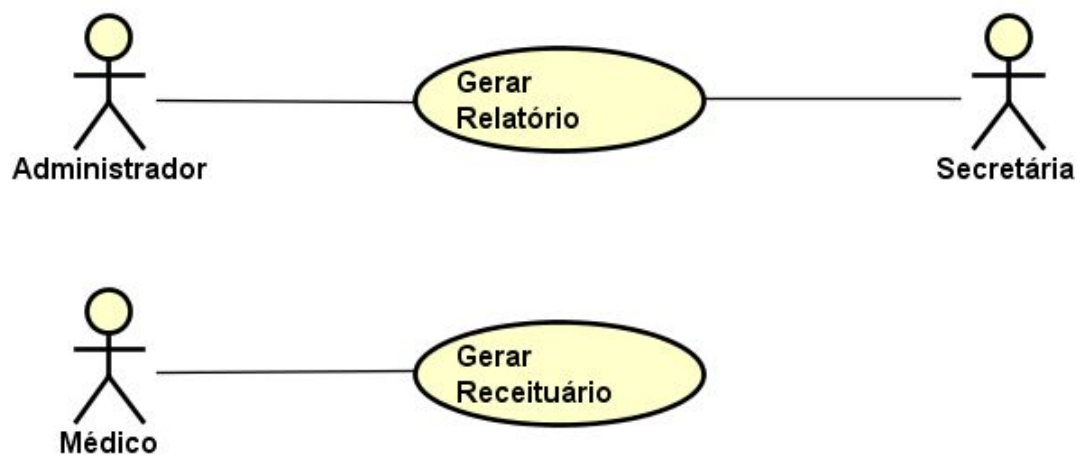 Gerar
Relatório
Administrador
Secretária
Gerar
Receituário
Médico